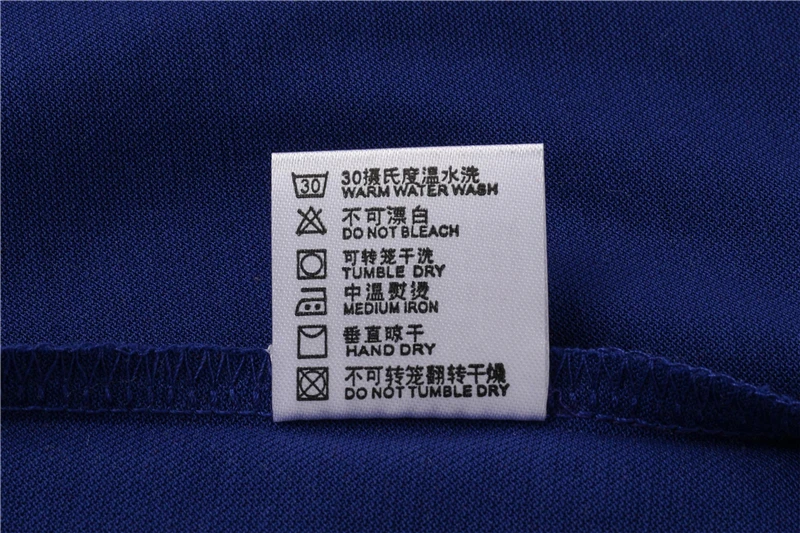 30 30摄氏度温水洗
WARM WATER WASH
不可漂白
DO NOT BLEACH
可转笼干洗
TUMBLE DRY
中温熨烫
MEDIUM IRON
垂直晾干
HAND DRY
不可转笼翻转干燥
DO NOT TUMBLE DRY